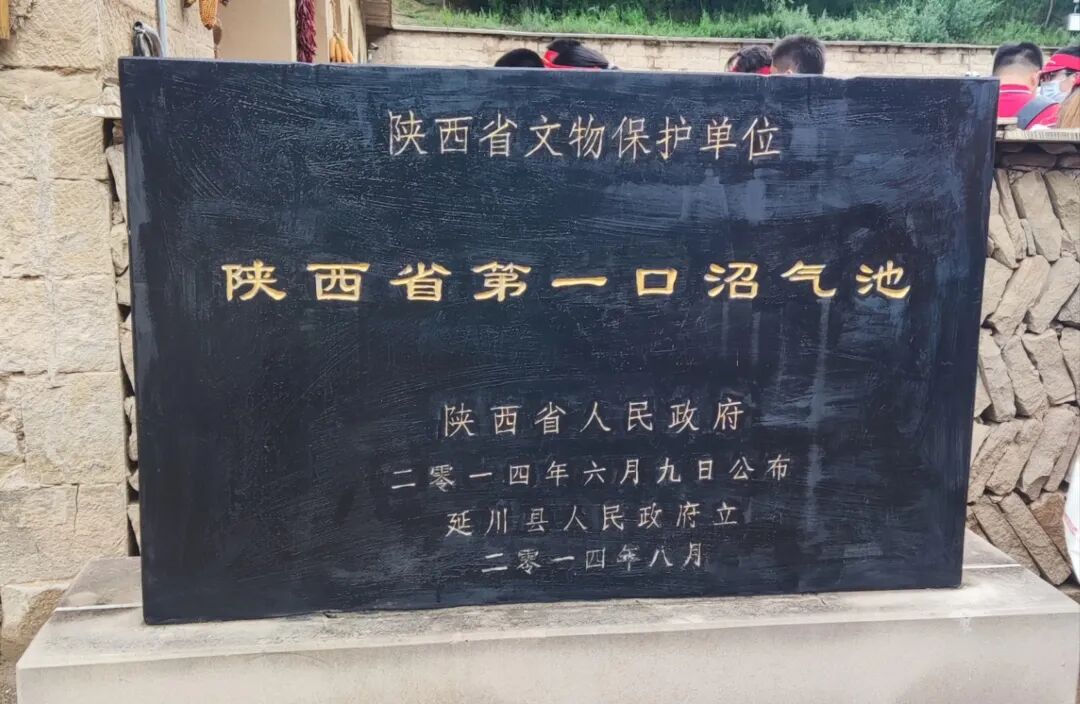 陕西省文物保护单位
陕西省第一口沼气池
陕西省人民政府
二零一四年六月九日公布
延川县人民政府立
二零一四年八月